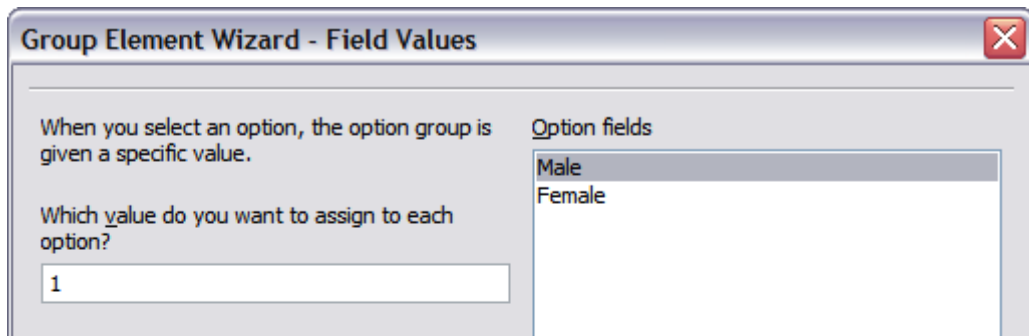 Group Element Wizard - Field Values
When you select an option, the option group is
given a specific value.
Which value do you want to assign to each
option?
1
Option fields
Male
Female